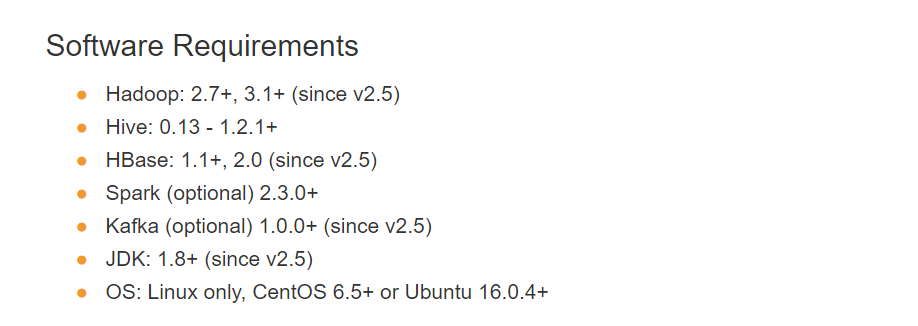 Software Requirements
Hadoop: 2.7+, 3.1+ (since v2.5)
Hive: 0.13 - 1.2.1+
HBase: 1.1+, 2.0 (since v2.5)
Spark (optional) 2.3.0+
Kafka (optional) 1.0.0+ (since v2.5)
JDK: 1.8+ (since v2.5)
OS: Linux only, CentOS 6.5+ or Ubuntu 16.0.4+